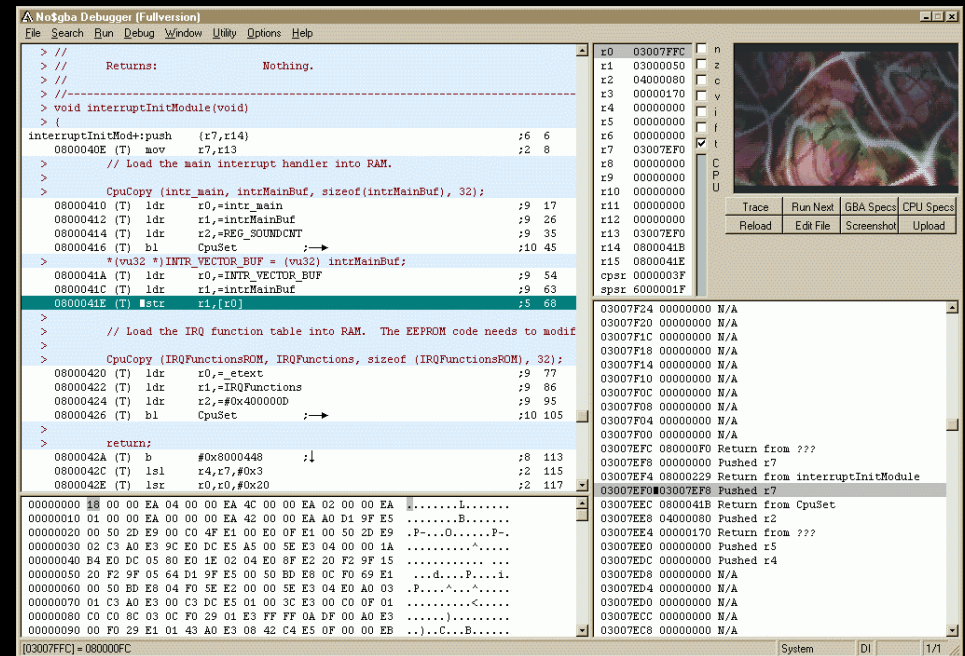 No$gba Debugger (Fullversion)
File Search Run Debug Window Utility Options Help
> //
> // Returns: Nothing.
> //
> //-----------------------------------------------------------------------
> void interruptInitModule(void)
> {
interruptInitMod+:push {r7,r14} ;6 6
0800040E (T) mov r7,r13 ;2 8
> // Load the main interrupt handler into RAM.
>
> CpuCopy (intr_main, intrMainBuf, sizeof(intrMainBuf), 32);
08000410 (T) ldr r0,=intr_main ;9 17
08000412 (T) ldr r1,=intrMainBuf ;9 26
08000414 (T) ldr r2,=REG_SOUNDCNT ;9 35
08000416 (T) bl CpuSet ;→ ;10 45
> *(vu32 *)INTR_VECTOR_BUF = (vu32) intrMainBuf;
0800041A (T) ldr r0,=INTR_VECTOR_BUF ;9 54
0800041C (T) ldr r1,=intrMainBuf ;9 63
0800041E (T) str r1,[r0] ;5 68
>
> // Load the IRQ function table into RAM. The EEPROM code needs to modif
>
> CpuCopy (IRQFunctionsROM, IRQFunctions, sizeof (IRQFunctionsROM), 32);
08000420 (T) ldr r0,=_etext ;9 77
08000422 (T) ldr r1,=IRQFunctions ;9 86
08000424 (T) ldr r2,=#0x400000D ;9 95
08000426 (T) bl CpuSet ;→ ;10 105
>
> return;
0800042A (T) b #0x8000448 ;↓ ;8 113
0800042C (T) lsl r4,r7,#0x3 ;2 115
0800042E (T) lsr r0,r0,#0x20 ;2 117
r0 03007FFC n
r1 03000050 z
r2 04000080 c
r3 00000170 v
r4 00000000 i
r5 00000000 f
r6 00000000 t
r7 03007EF0
r8 00000000 C
r9 00000000 P
r10 00000000 U
r11 00000000
r12 00000000
r13 03007EF0
r14 0800041B
r15 0800041E
cpsr 0000003F
spsr 6000001F
Trace Run Next GBA Specs CPU Specs
Reload Edit File Screenshot Upload
00000000 18 00 00 EA 04 00 00 EA 4C 00 00 EA 02 00 00 EA ........L.......
00000010 01 00 00 EA 00 00 00 EA 42 00 00 EA A0 D1 9F E5 ........B.......
00000020 00 50 2D E9 00 C0 4F E1 00 E0 0F E1 00 50 2D E9 .P-...O......P-.
00000030 02 C3 A0 E3 9C E0 DC E5 A5 00 5E E3 04 00 00 1A ..........^.....
00000040 B4 E0 DC 05 80 E0 1E 02 04 E0 8F E2 20 F2 9F 15 ............ ...
00000050 20 F2 9F 05 64 D1 9F E5 00 50 BD E8 0C F0 69 E1 ...d....P....i.
00000060 00 50 BD E8 04 F0 5E E2 00 00 5E E3 04 E0 A0 03 .P....^...^.....
00000070 01 C3 A0 E3 00 C3 DC E5 01 00 3C E3 00 C0 0F 01 ..........<.....
00000080 C0 C0 8C 03 0C F0 29 01 E3 FF FF 0A DF 00 A0 E3 ......).........
00000090 00 F0 29 E1 01 43 A0 E3 08 42 C4 E5 0F 00 00 EB ..)..C...B......
03007F24 00000000 N/A
03007F20 00000000 N/A
03007F1C 00000000 N/A
03007F18 00000000 N/A
03007F14 00000000 N/A
03007F10 00000000 N/A
03007F0C 00000000 N/A
03007F08 00000000 N/A
03007F04 00000000 N/A
03007F00 00000000 N/A
03007EFC 080000F0 Return from ???
03007EF8 00000000 Pushed r7
03007EF4 08000229 Return from interruptInitModule
03007EF0 03007EF8 Pushed r7
03007EEC 0800041B Return from CpuSet
03007EE8 04000080 Pushed r2
03007EE4 00000170 Return from ???
03007EE0 00000000 Pushed r5
03007EDC 00000000 Pushed r4
03007ED8 00000000 N/A
03007ED4 00000000 N/A
03007ED0 00000000 N/A
03007ECC 00000000 N/A
03007EC8 00000000 N/A
[03007FFC] = 080000FC System DI 1/1